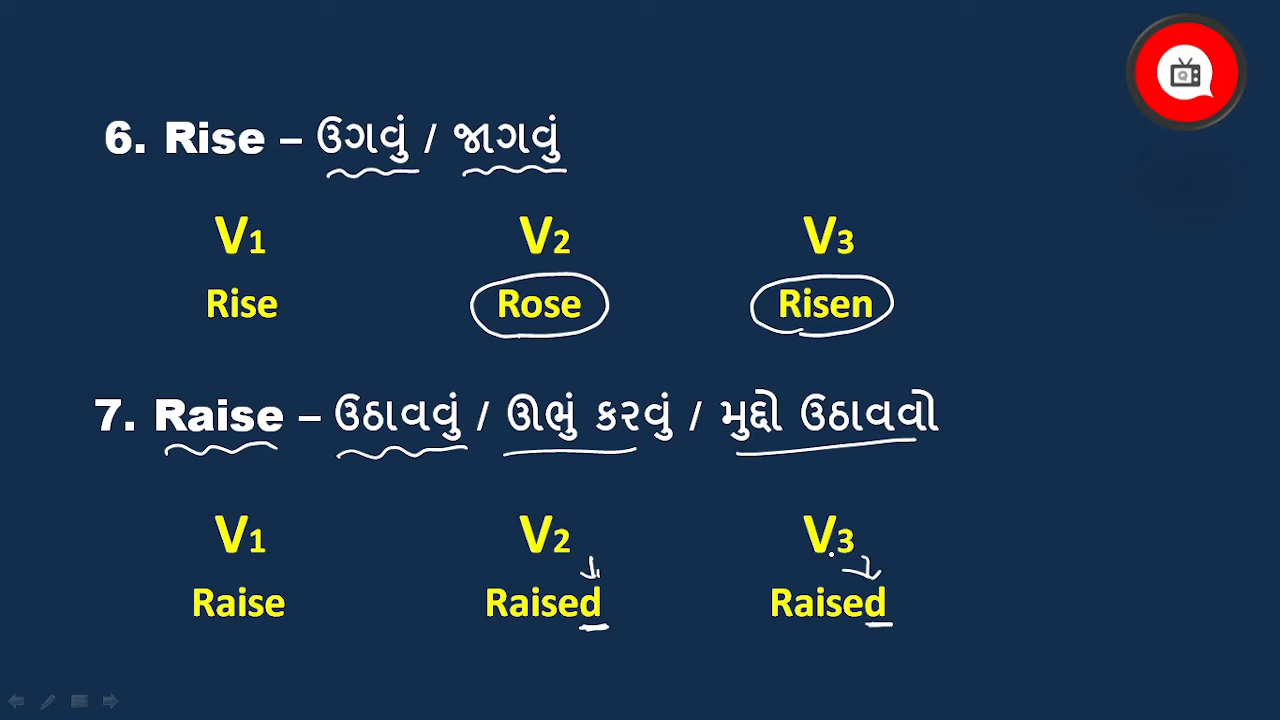 6. Rise – ઉગવું / જાગવું
V1 V2 V3
Rise Rose Risen
7. Raise – ઉઠાવવું / ઊભું કરવું / મુદ્દો ઉઠાવવો
V1 V2 V3
Raise Raised Raised